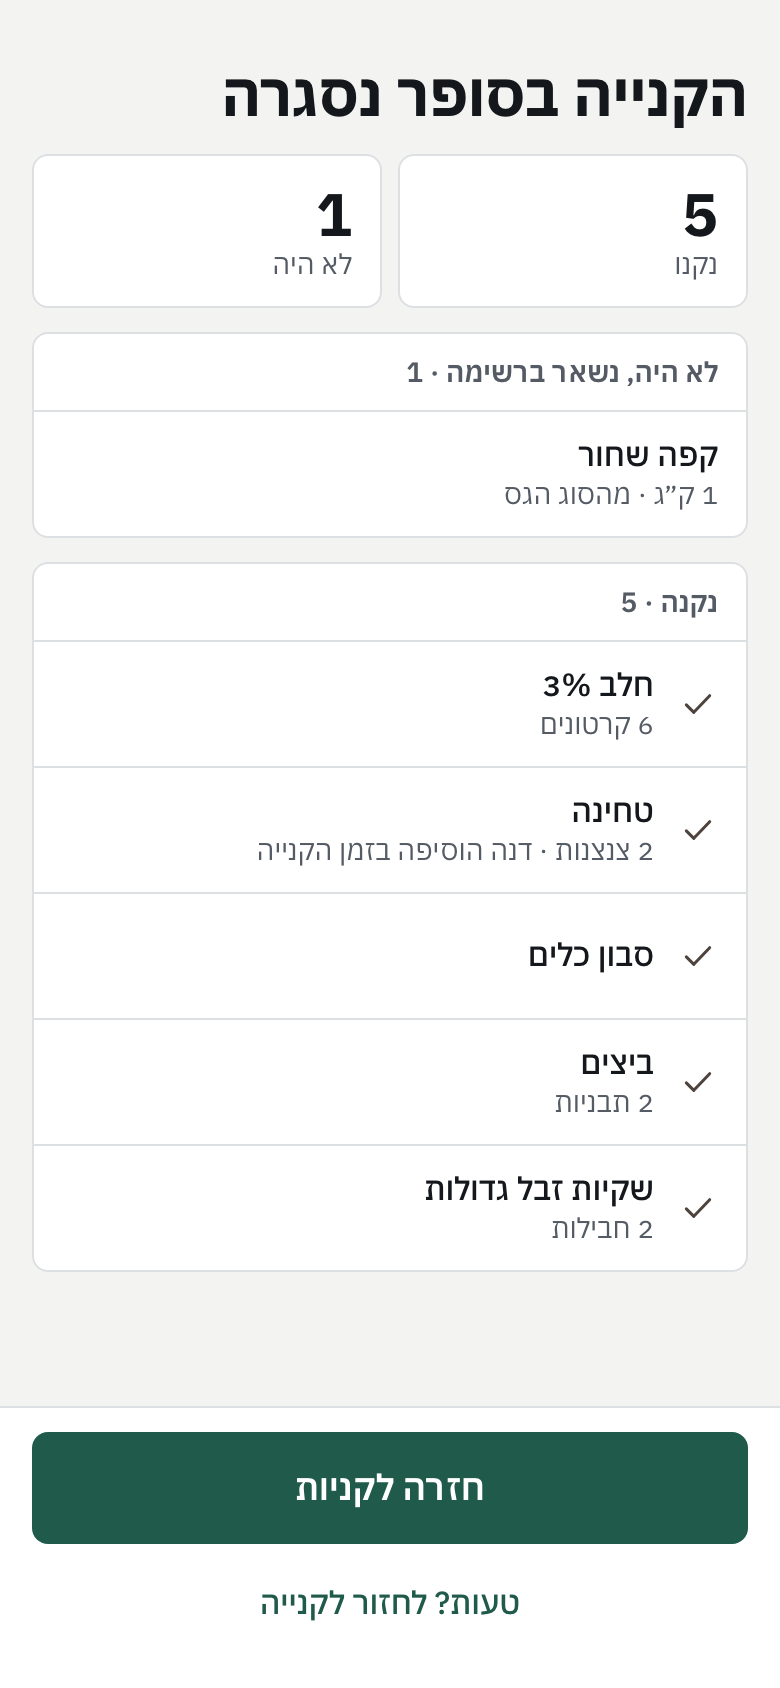 הקנייה בסופר נסגרה
5
נקנו
1
לא היה
לא היה, נשאר ברשימה · 1
קפה שחור
1 ק״ג · מהסוג הגס
נקנה · 5
חלב 3%
6 קרטונים
טחינה
2 צנצנות · דנה הוסיפה בזמן הקנייה
סבון כלים
ביצים
2 תבניות
שקיות זבל גדולות
2 חבילות
חזרה לקניות
טעות? לחזור לקנייה